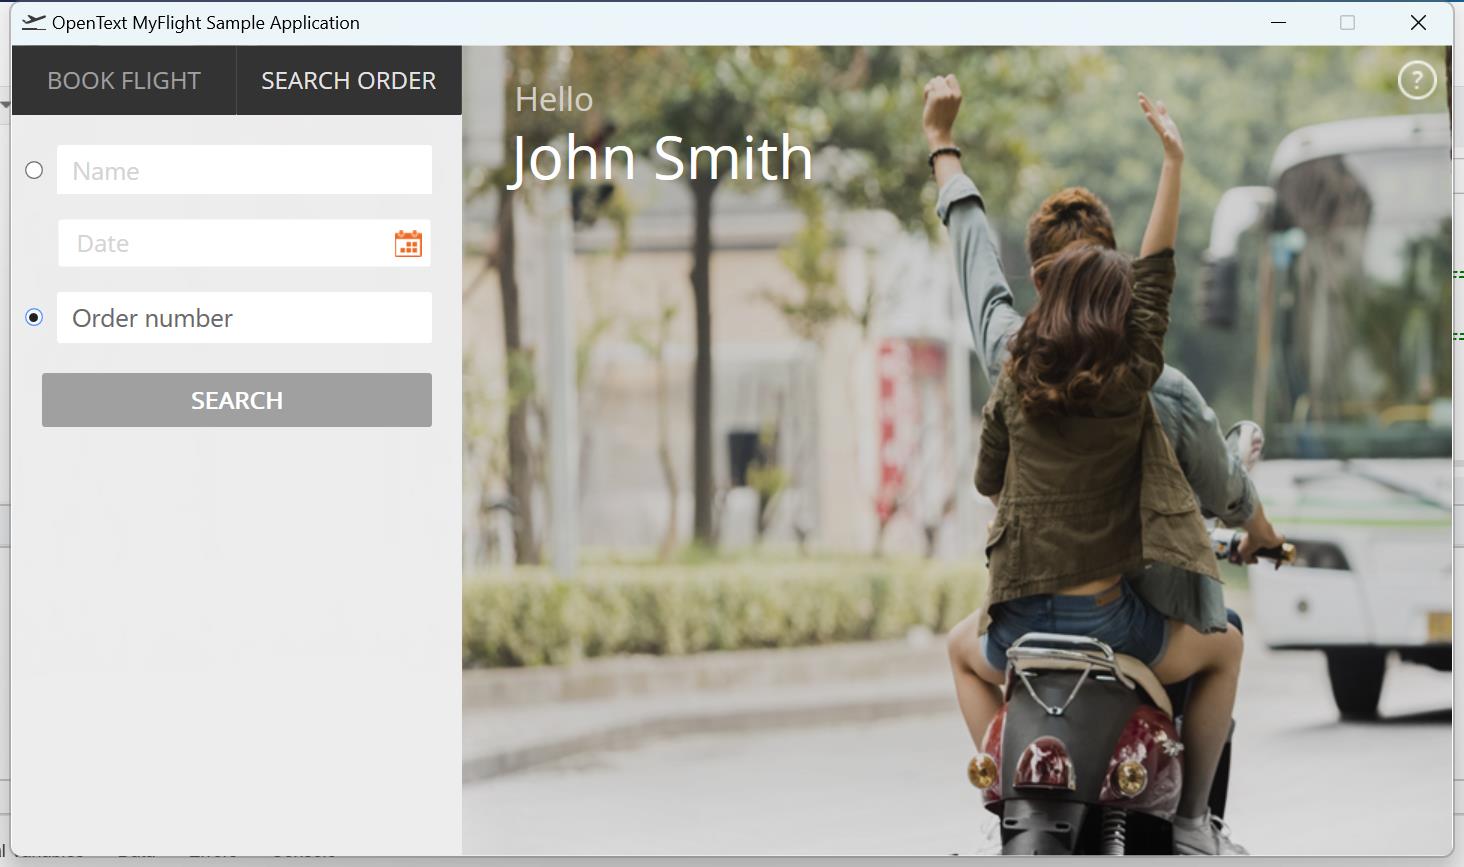 OpenText MyFlight Sample Application
BOOK FLIGHT
SEARCH ORDER
Name
Date
Order number
SEARCH
Hello
John Smith
?